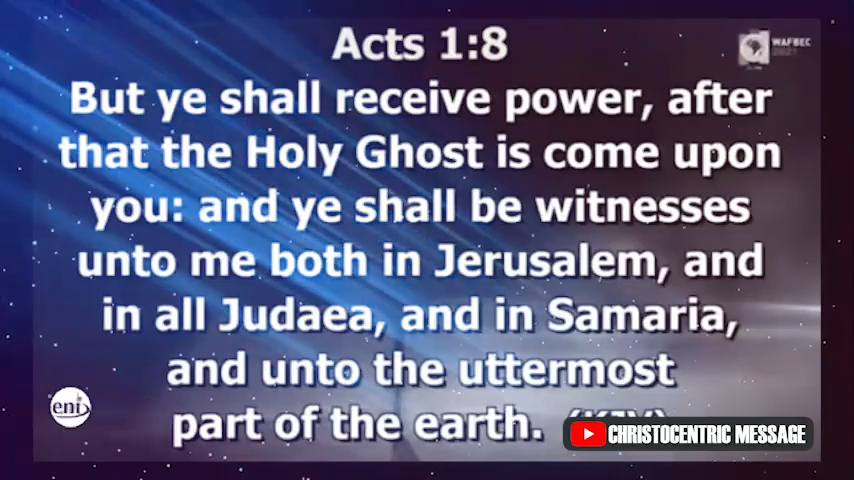 Acts 1:8
WAFBEC
But ye shall receive power, after
that the Holy Ghost is come upon
you: and ye shall be witnesses
unto me both in Jerusalem, and
in all Judaea, and in Samaria,
and unto the uttermost
part of the earth.
eni
CHRISTOCENTRIC MESSAGE